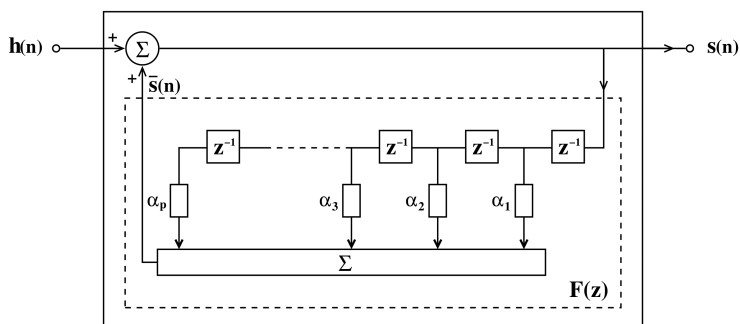 h(n) + Σ s(n)
+ s̄(n)
z⁻¹ z⁻¹ z⁻¹ z⁻¹
αₚ α₃ α₂ α₁
Σ
F(z)